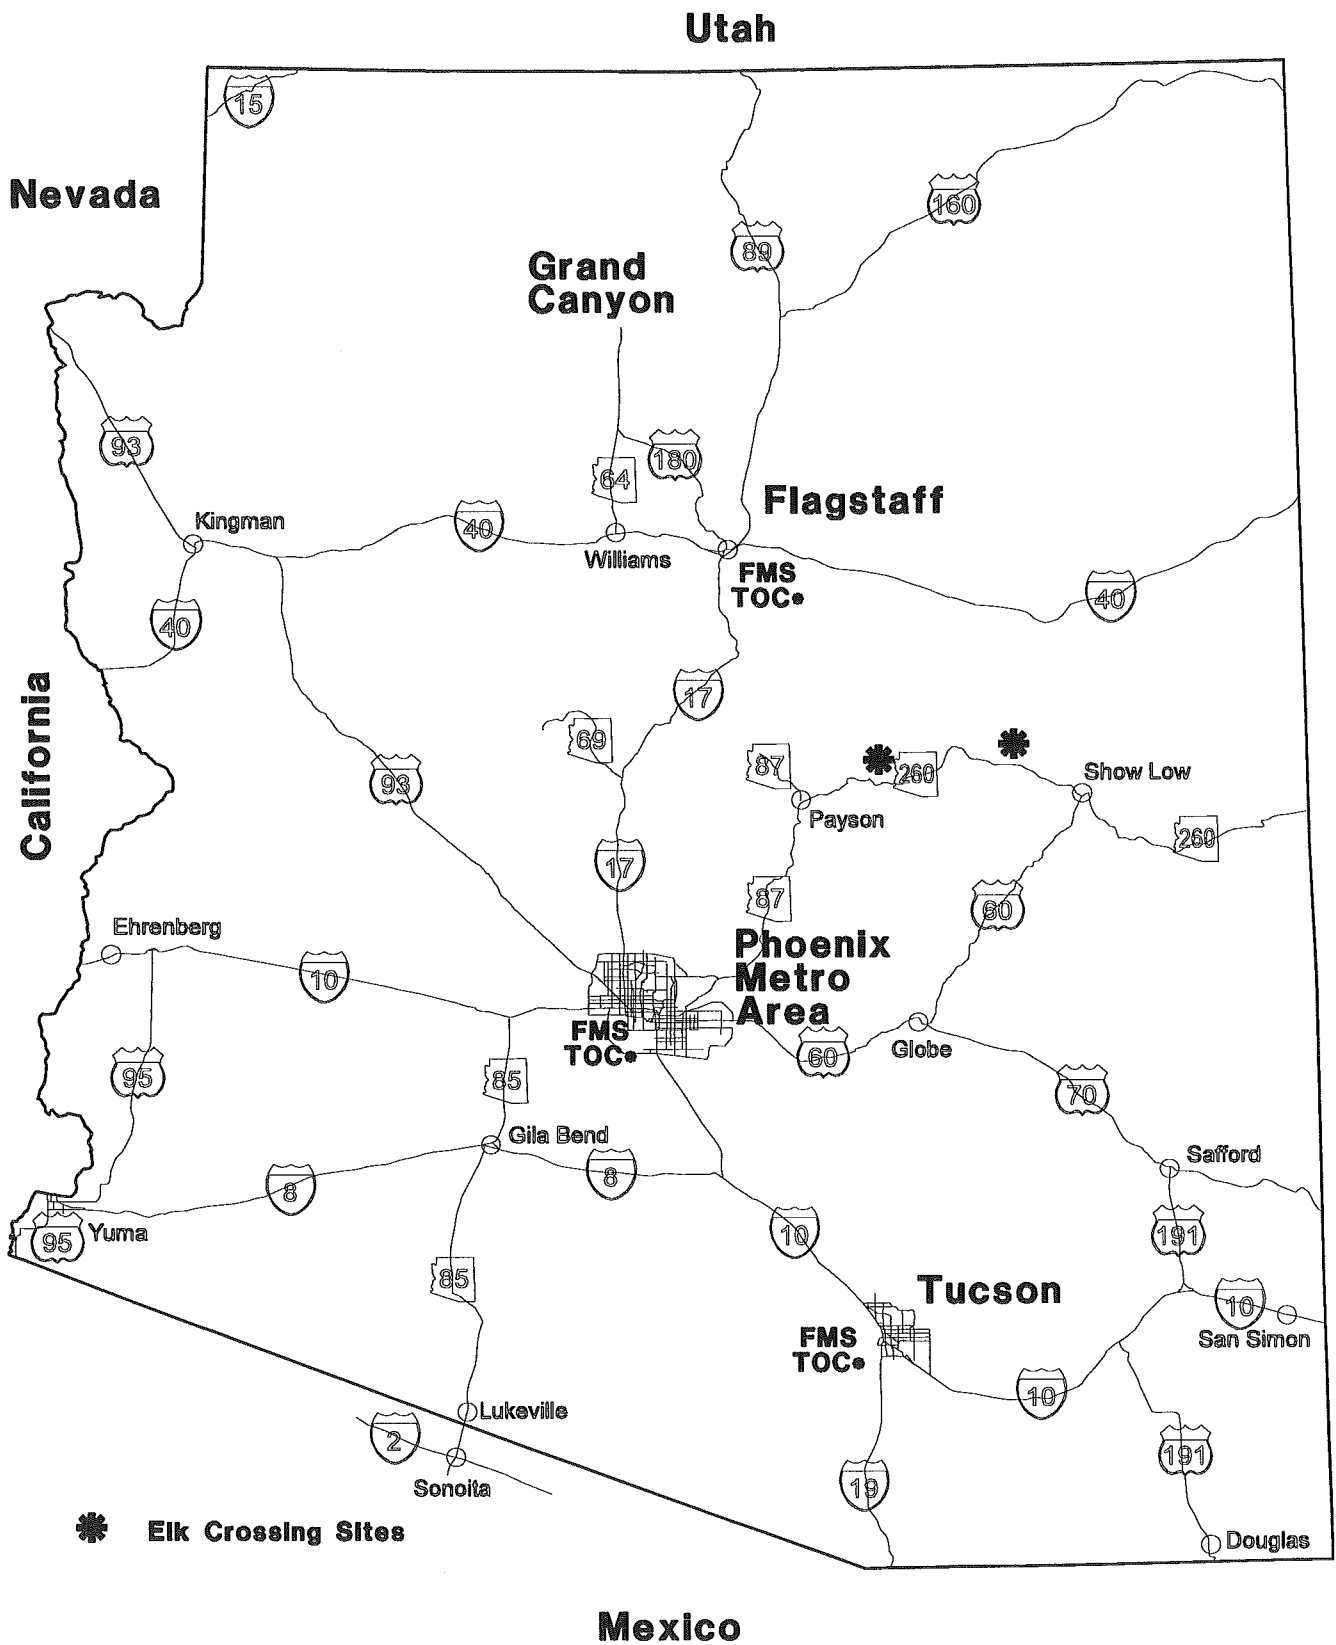 Utah
15
Nevada
160
89
Grand
Canyon
93
180
64
Flagstaff
Kingman
40
Williams
FMS
TOC
40
40
17
California
69
87
260
Show Low
93
Payson
260
17
87
60
Ehrenberg
Phoenix
Metro
Area
10
FMS
TOC
60
Globe
95
85
70
Gila Bend
Safford
8
8
95
Yuma
10
191
85
Tucson
10
San Simon
FMS
TOC
10
Lukeville
2
Sonoita
191
19
Elk Crossing Sites
Douglas
Mexico